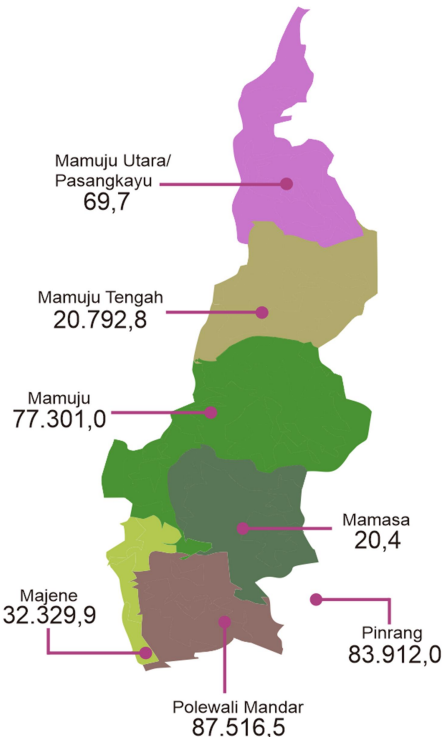 Mamuju Utara/
Pasangkayu
69,7
Mamuju Tengah
20.792,8
Mamuju
77.301,0
Mamasa
20,4
Majene
32.329,9
Pinrang
83.912,0
Polewali Mandar
87.516,5